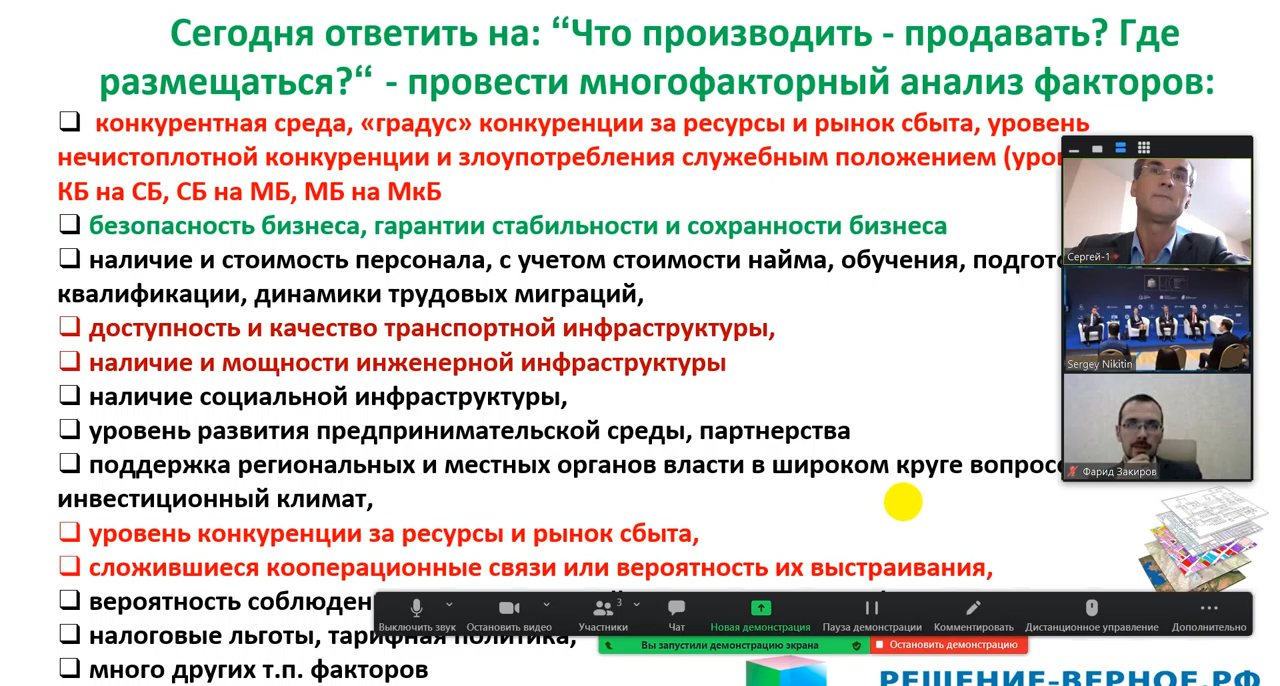 Сегодня ответить на: “Что производить - продавать? Где
размещаться?“ - провести многофакторный анализ факторов:
❑ конкурентная среда, «градус» конкуренции за ресурсы и рынок сбыта, уровень
нечистоплотной конкуренции и злоупотребления служебным положением
КБ на СБ, СБ на МБ, МБ на МкБ
❑ безопасность бизнеса, гарантии стабильности и сохранности бизнеса
❑ наличие и стоимость персонала, с учетом стоимости найма, обучения,
квалификации, динамики трудовых миграций,
❑ доступность и качество транспортной инфраструктуры,
❑ наличие и мощности инженерной инфраструктуры
❑ наличие социальной инфраструктуры,
❑ уровень развития предпринимательской среды, партнерства
❑ поддержка региональных и местных органов власти в широком круге
инвестиционный климат,
❑ уровень конкуренции за ресурсы и рынок сбыта,
❑ сложившиеся кооперационные связи или вероятность их выстраивания,
❑ вероятность
❑ налоговые льготы, тарифная политика,
❑ много других т.п. факторов
Сергей-1
Sergey Nikitin
Фарид Закиров
3
Выключить звук Остановить видео Участники Чат Новая демонстрация Пауза демонстрации Комментировать Дистанционное управление Дополнительно
Вы запустили демонстрацию экрана Остановить демонстрацию
РЕШЕНИЕ-ВЕРНОЕ.РФ